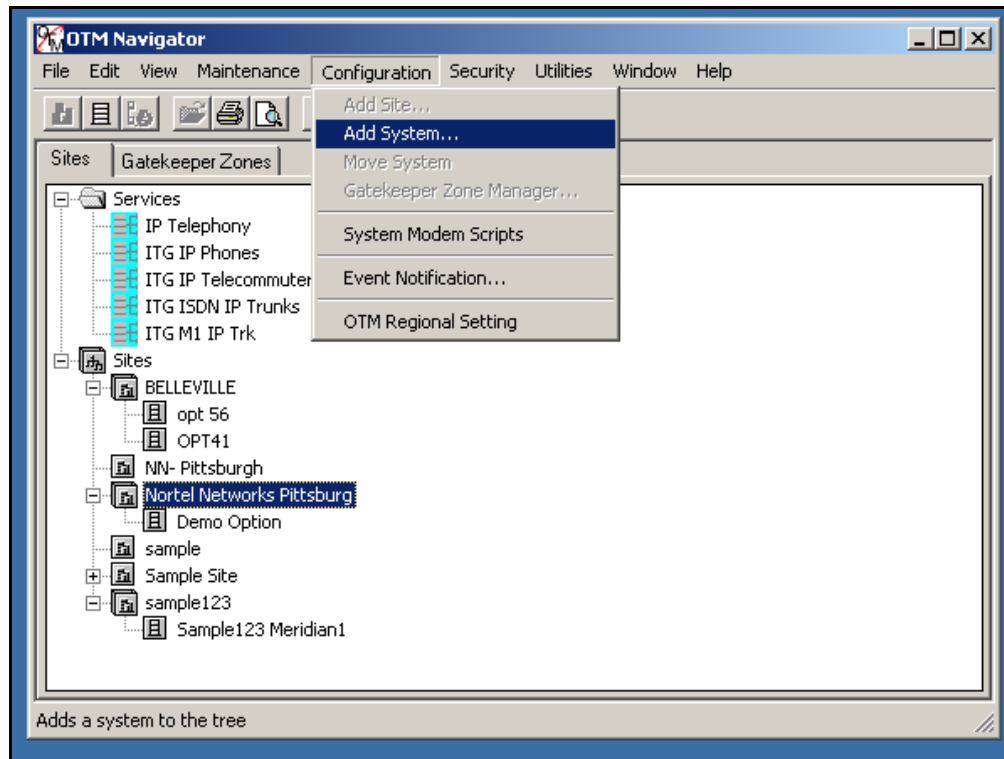 OTM Navigator
File Edit View Maintenance Configuration Security Utilities Window Help
Add Site...
Add System...
Move System
Gatekeeper Zone Manager...
System Modem Scripts
Event Notification...
OTM Regional Setting
Sites Gatekeeper Zones
Services
IP Telephony
ITG IP Phones
ITG IP Telecommuter
ITG ISDN IP Trunks
ITG M1 IP Trk
Sites
BELLEVILLE
opt 56
OPT41
NN- Pittsburgh
Nortel Networks Pittsburg
Demo Option
sample
Sample Site
sample123
Sample123 Meridian1
Adds a system to the tree